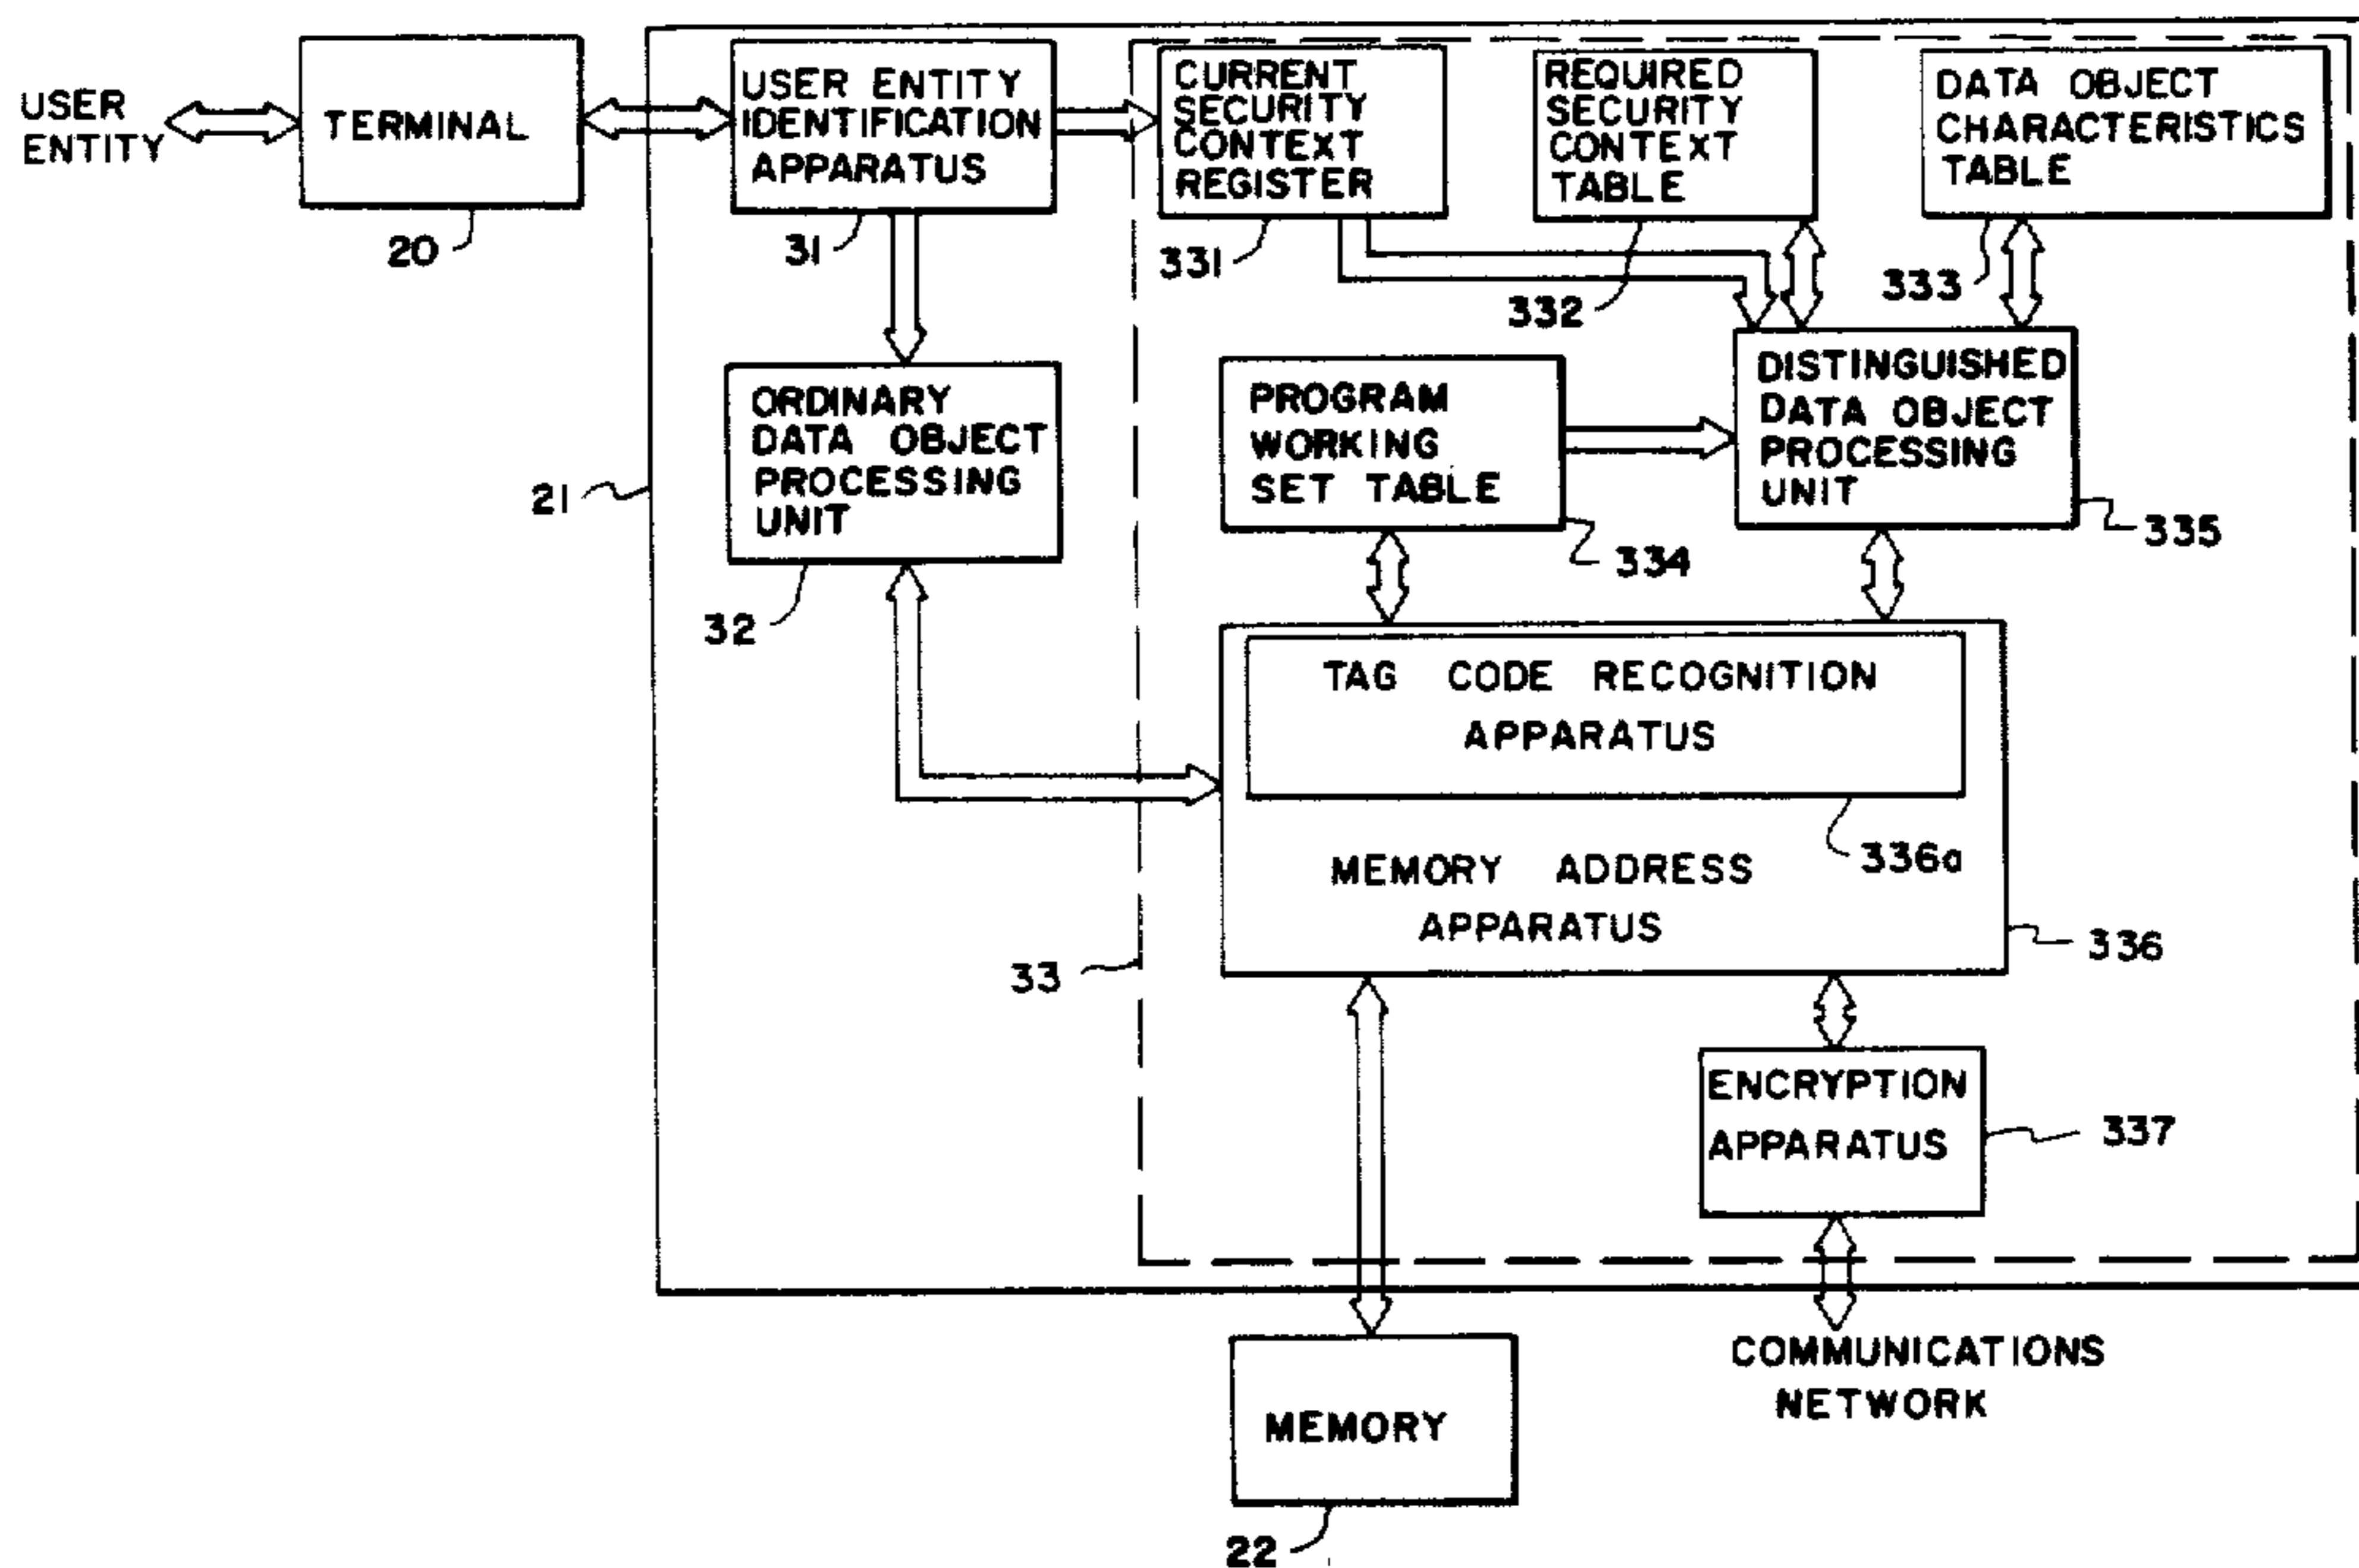 USER
ENTITY
TERMINAL
20
USER ENTITY
IDENTIFICATION
APPARATUS
31
CURRENT
SECURITY
CONTEXT
REGISTER
331
REQUIRED
SECURITY
CONTEXT
TABLE
332
DATA OBJECT
CHARACTERISTICS
TABLE
333
ORDINARY
DATA OBJECT
PROCESSING
UNIT
32
21
PROGRAM
WORKING
SET TABLE
334
DISTINGUISHED
DATA OBJECT
PROCESSING
UNIT
335
TAG CODE RECOGNITION
APPARATUS
336a
MEMORY ADDRESS
APPARATUS
336
33
ENCRYPTION
APPARATUS
337
MEMORY
22
COMMUNICATIONS
NETWORK